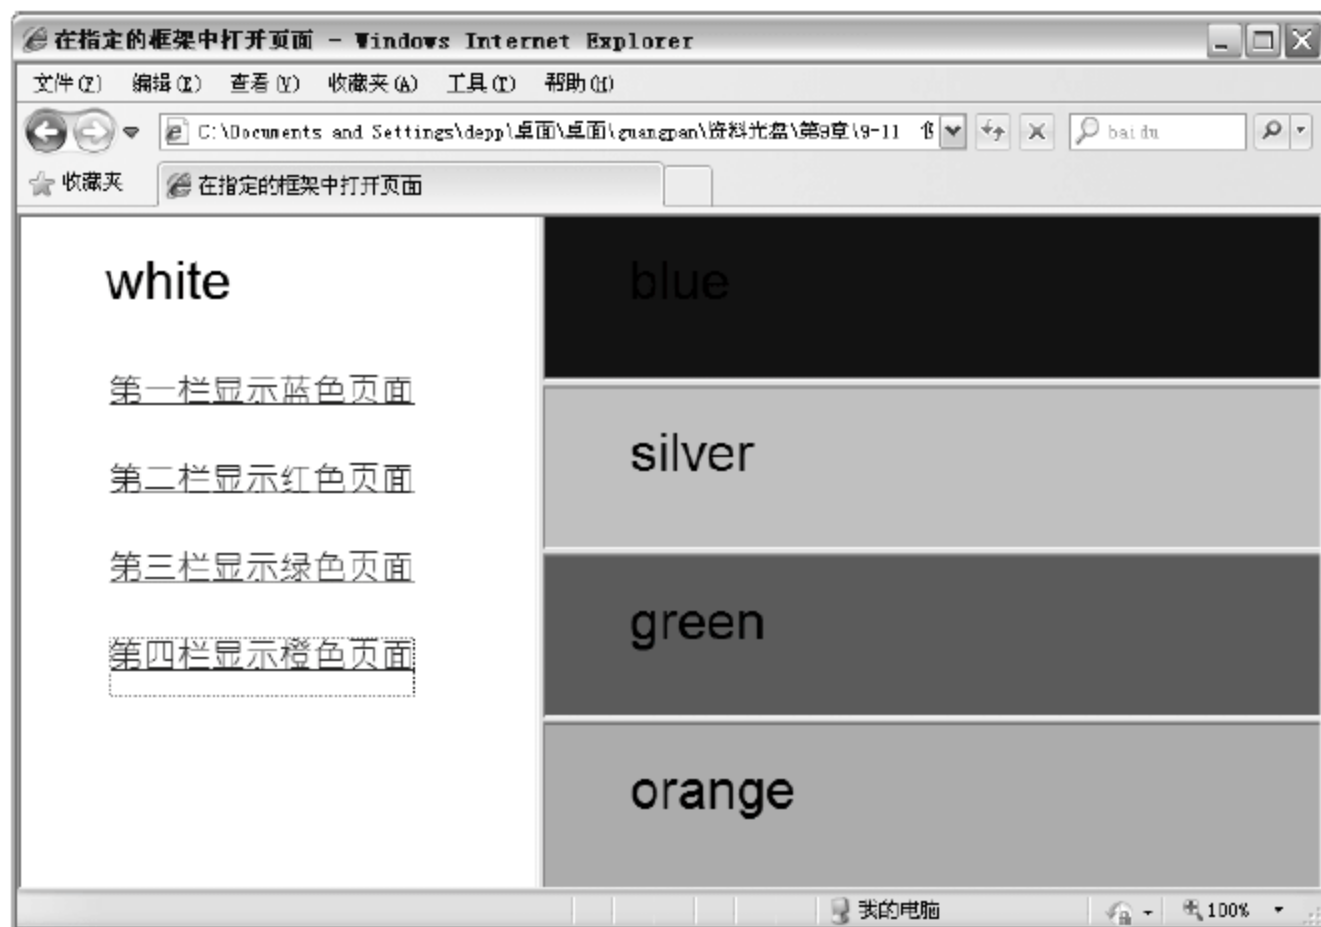 在指定的框架中打开页面 - Windows Internet Explorer
文件(F) 编辑(E) 查看(V) 收藏夹(A) 工具(T) 帮助(H)
C:\Documents and Settings\depp\桌面\桌面\guangpan\资料光盘\第9章\9-11 baidu
收藏夹 在指定的框架中打开页面
white
第一栏显示蓝色页面
第二栏显示红色页面
第三栏显示绿色页面
第四栏显示橙色页面
blue
silver
green
orange
我的电脑 100%